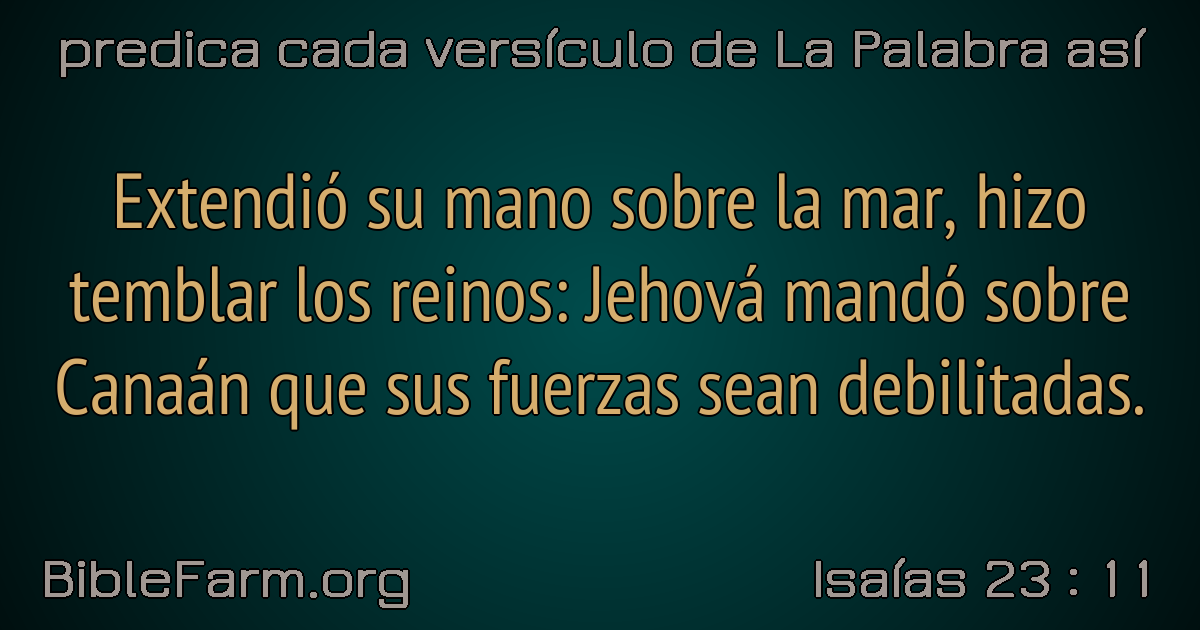 predica cada versículo de La Palabra así
Extendió su mano sobre la mar, hizo
temblar los reinos: Jehová mandó sobre
Canaán que sus fuerzas sean debilitadas.
BibleFarm.org
Isaías 23 : 11